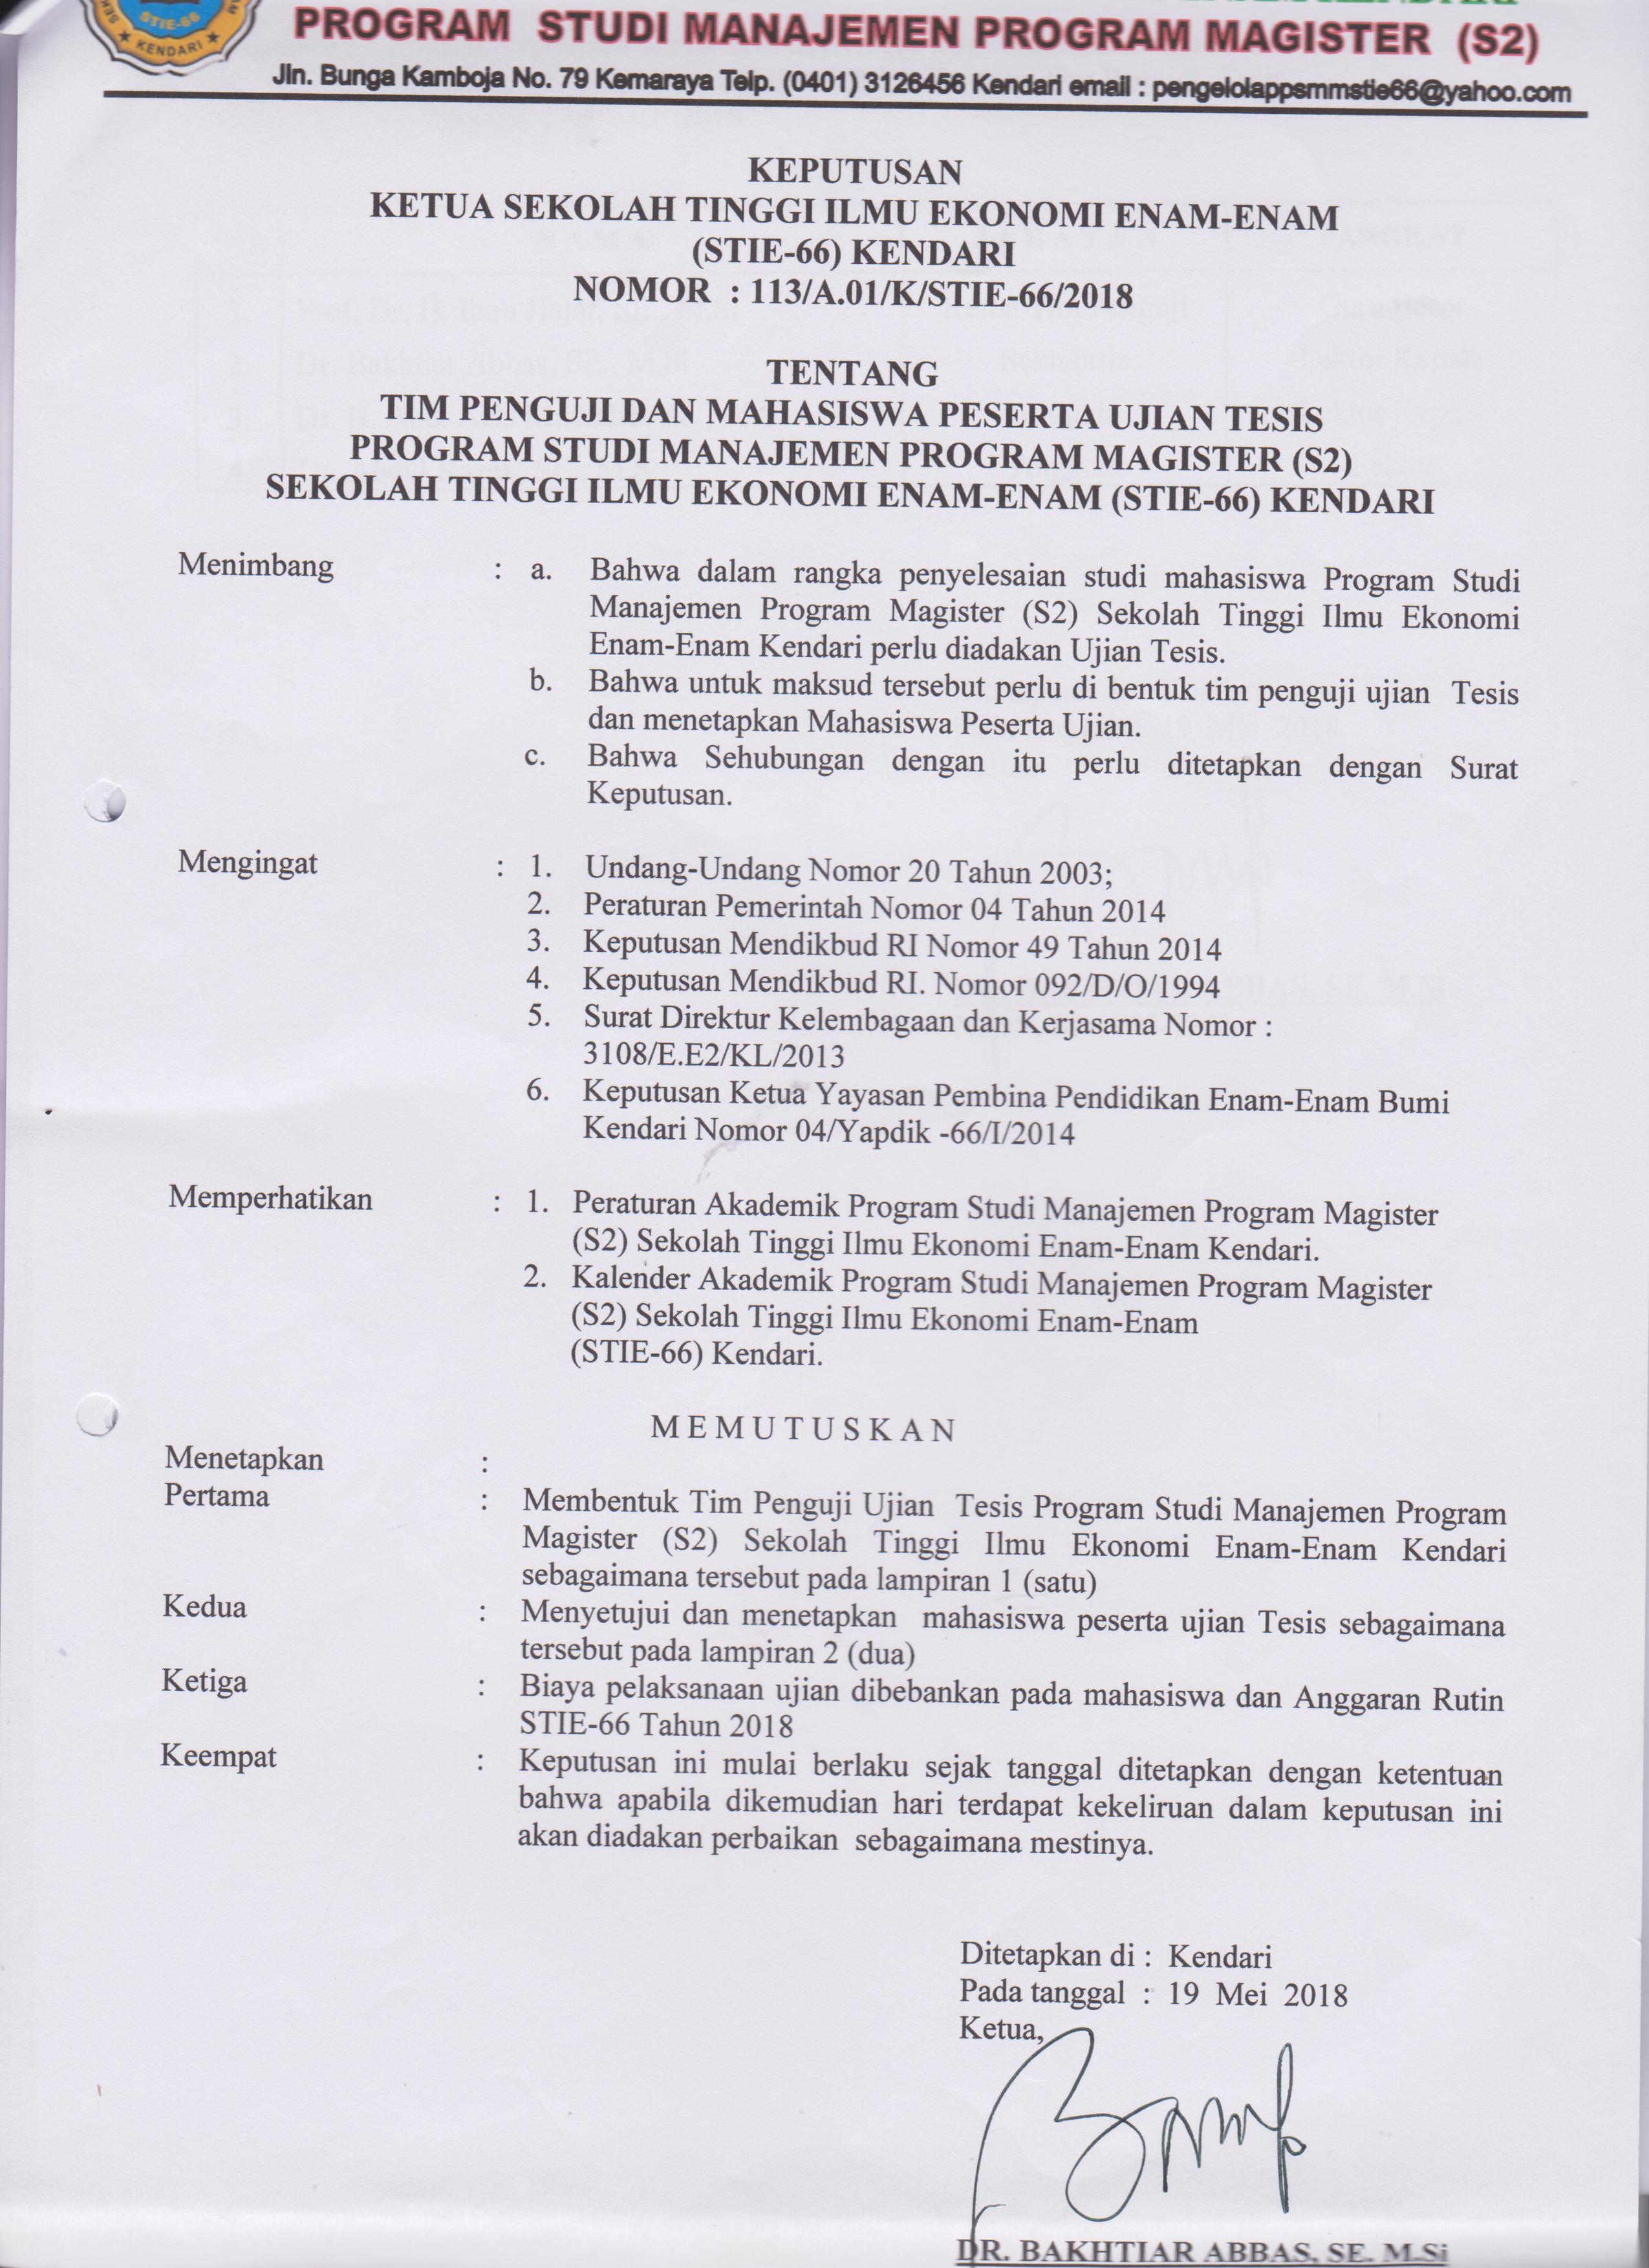 STIE-66
KENDARI
PROGRAM STUDI MANAJEMEN PROGRAM MAGISTER (S2)
Jln. Bunga Kamboja No. 79 Kemaraya Telp. (0401) 3126456 Kendari email : pengelolappsmmstie66@yahoo.com
KEPUTUSAN
KETUA SEKOLAH TINGGI ILMU EKONOMI ENAM-ENAM
(STIE-66) KENDARI
NOMOR : 113/A.01/K/STIE-66/2018
TENTANG
TIM PENGUJI DAN MAHASISWA PESERTA UJIAN TESIS
PROGRAM STUDI MANAJEMEN PROGRAM MAGISTER (S2)
SEKOLAH TINGGI ILMU EKONOMI ENAM-ENAM (STIE-66) KENDARI
Menimbang : a. Bahwa dalam rangka penyelesaian studi mahasiswa Program Studi
Manajemen Program Magister (S2) Sekolah Tinggi Ilmu Ekonomi
Enam-Enam Kendari perlu diadakan Ujian Tesis.
b. Bahwa untuk maksud tersebut perlu di bentuk tim penguji ujian Tesis
dan menetapkan Mahasiswa Peserta Ujian.
c. Bahwa Sehubungan dengan itu perlu ditetapkan dengan Surat
Keputusan.
Mengingat : 1. Undang-Undang Nomor 20 Tahun 2003;
2. Peraturan Pemerintah Nomor 04 Tahun 2014
3. Keputusan Mendikbud RI Nomor 49 Tahun 2014
4. Keputusan Mendikbud RI. Nomor 092/D/O/1994
5. Surat Direktur Kelembagaan dan Kerjasama Nomor :
3108/E.E2/KL/2013
6. Keputusan Ketua Yayasan Pembina Pendidikan Enam-Enam Bumi
Kendari Nomor 04/Yapdik -66/I/2014
Memperhatikan : 1. Peraturan Akademik Program Studi Manajemen Program Magister
(S2) Sekolah Tinggi Ilmu Ekonomi Enam-Enam Kendari.
2. Kalender Akademik Program Studi Manajemen Program Magister
(S2) Sekolah Tinggi Ilmu Ekonomi Enam-Enam
(STIE-66) Kendari.
M E M U T U S K A N
Menetapkan :
Pertama : Membentuk Tim Penguji Ujian Tesis Program Studi Manajemen Program
Magister (S2) Sekolah Tinggi Ilmu Ekonomi Enam-Enam Kendari
sebagaimana tersebut pada lampiran 1 (satu)
Kedua : Menyetujui dan menetapkan mahasiswa peserta ujian Tesis sebagaimana
tersebut pada lampiran 2 (dua)
Ketiga : Biaya pelaksanaan ujian dibebankan pada mahasiswa dan Anggaran Rutin
STIE-66 Tahun 2018
Keempat : Keputusan ini mulai berlaku sejak tanggal ditetapkan dengan ketentuan
bahwa apabila dikemudian hari terdapat kekeliruan dalam keputusan ini
akan diadakan perbaikan sebagaimana mestinya.
Ditetapkan di : Kendari
Pada tanggal : 19 Mei 2018
Ketua,
DR. BAKHTIAR ABBAS, SE. M.Si